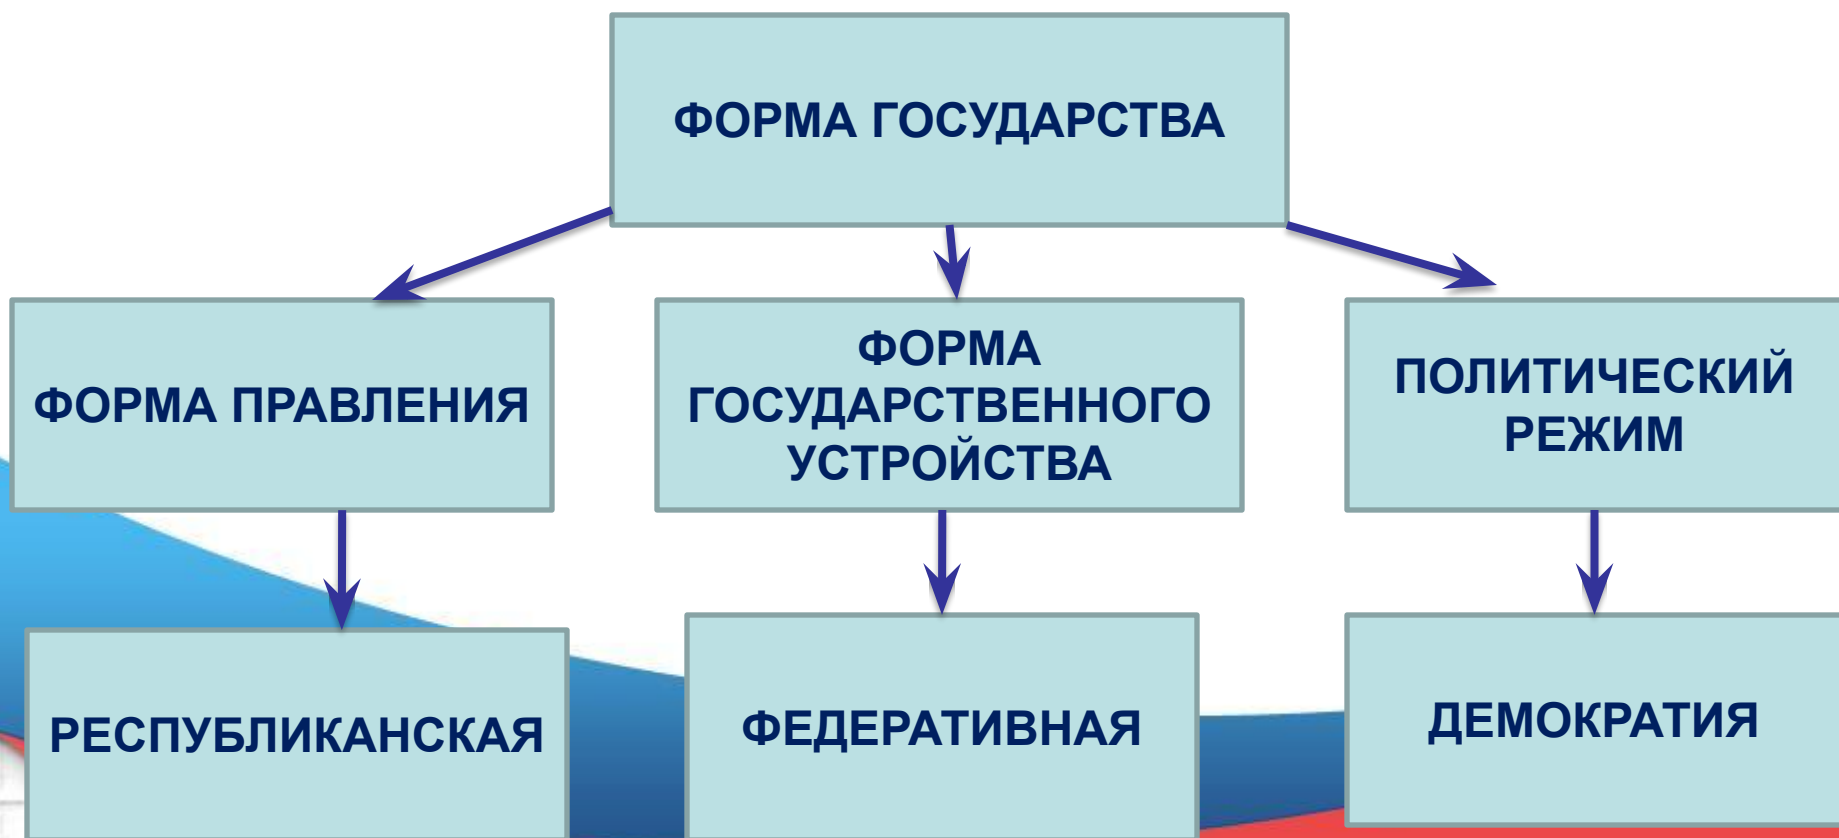 ФОРМА ГОСУДАРСТВА
ФОРМА ПРАВЛЕНИЯ
ФОРМА
ГОСУДАРСТВЕННОГО
УСТРОЙСТВА
ПОЛИТИЧЕСКИЙ
РЕЖИМ
РЕСПУБЛИКАНСКАЯ
ФЕДЕРАТИВНАЯ
ДЕМОКРАТИЯ